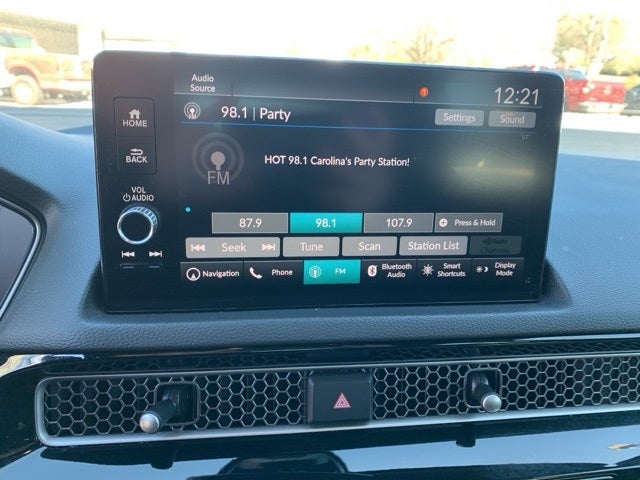 Audio
Source
12:21
98.1 | Party
Settings
Sound
HOME
BACK
VOL
AUDIO
FM
HOT 98.1 Carolina's Party Station!
87.9
98.1
107.9
Press & Hold
Seek
Tune
Scan
Station List
Audio
Channels
Navigation
Phone
FM
Bluetooth
Audio
Smart
Shortcuts
Display
Mode